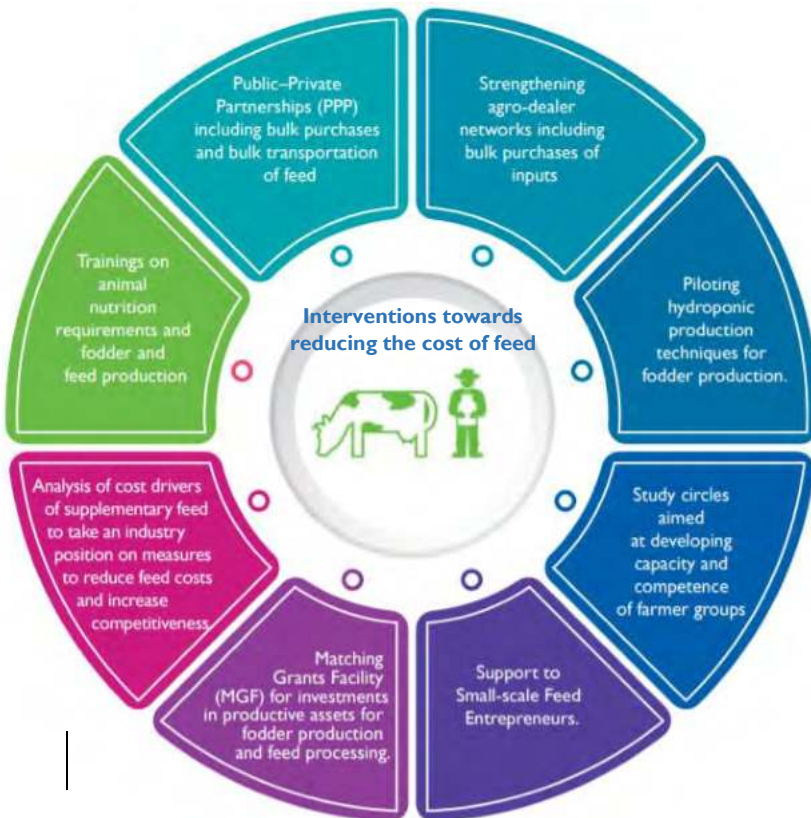 Interventions towards
reducing the cost of feed
Public–Private
Partnerships (PPP)
including bulk purchases
and bulk transportation
of feed
Strengthening
agro-dealer
networks including
bulk purchases of
inputs
Piloting
hydroponic
production
techniques for
fodder production.
Study circles
aimed
at developing
capacity and
competence
of farmer groups
Support to
Small-scale Feed
Entrepreneurs.
Matching
Grants Facility
(MGF) for investments
in productive assets for
fodder production
and feed processing.
Analysis of cost drivers
of supplementary feed
to take an industry
position on measures
to reduce feed costs
and increase
competitiveness
Trainings on
animal
nutrition
requirements and
fodder and
feed production